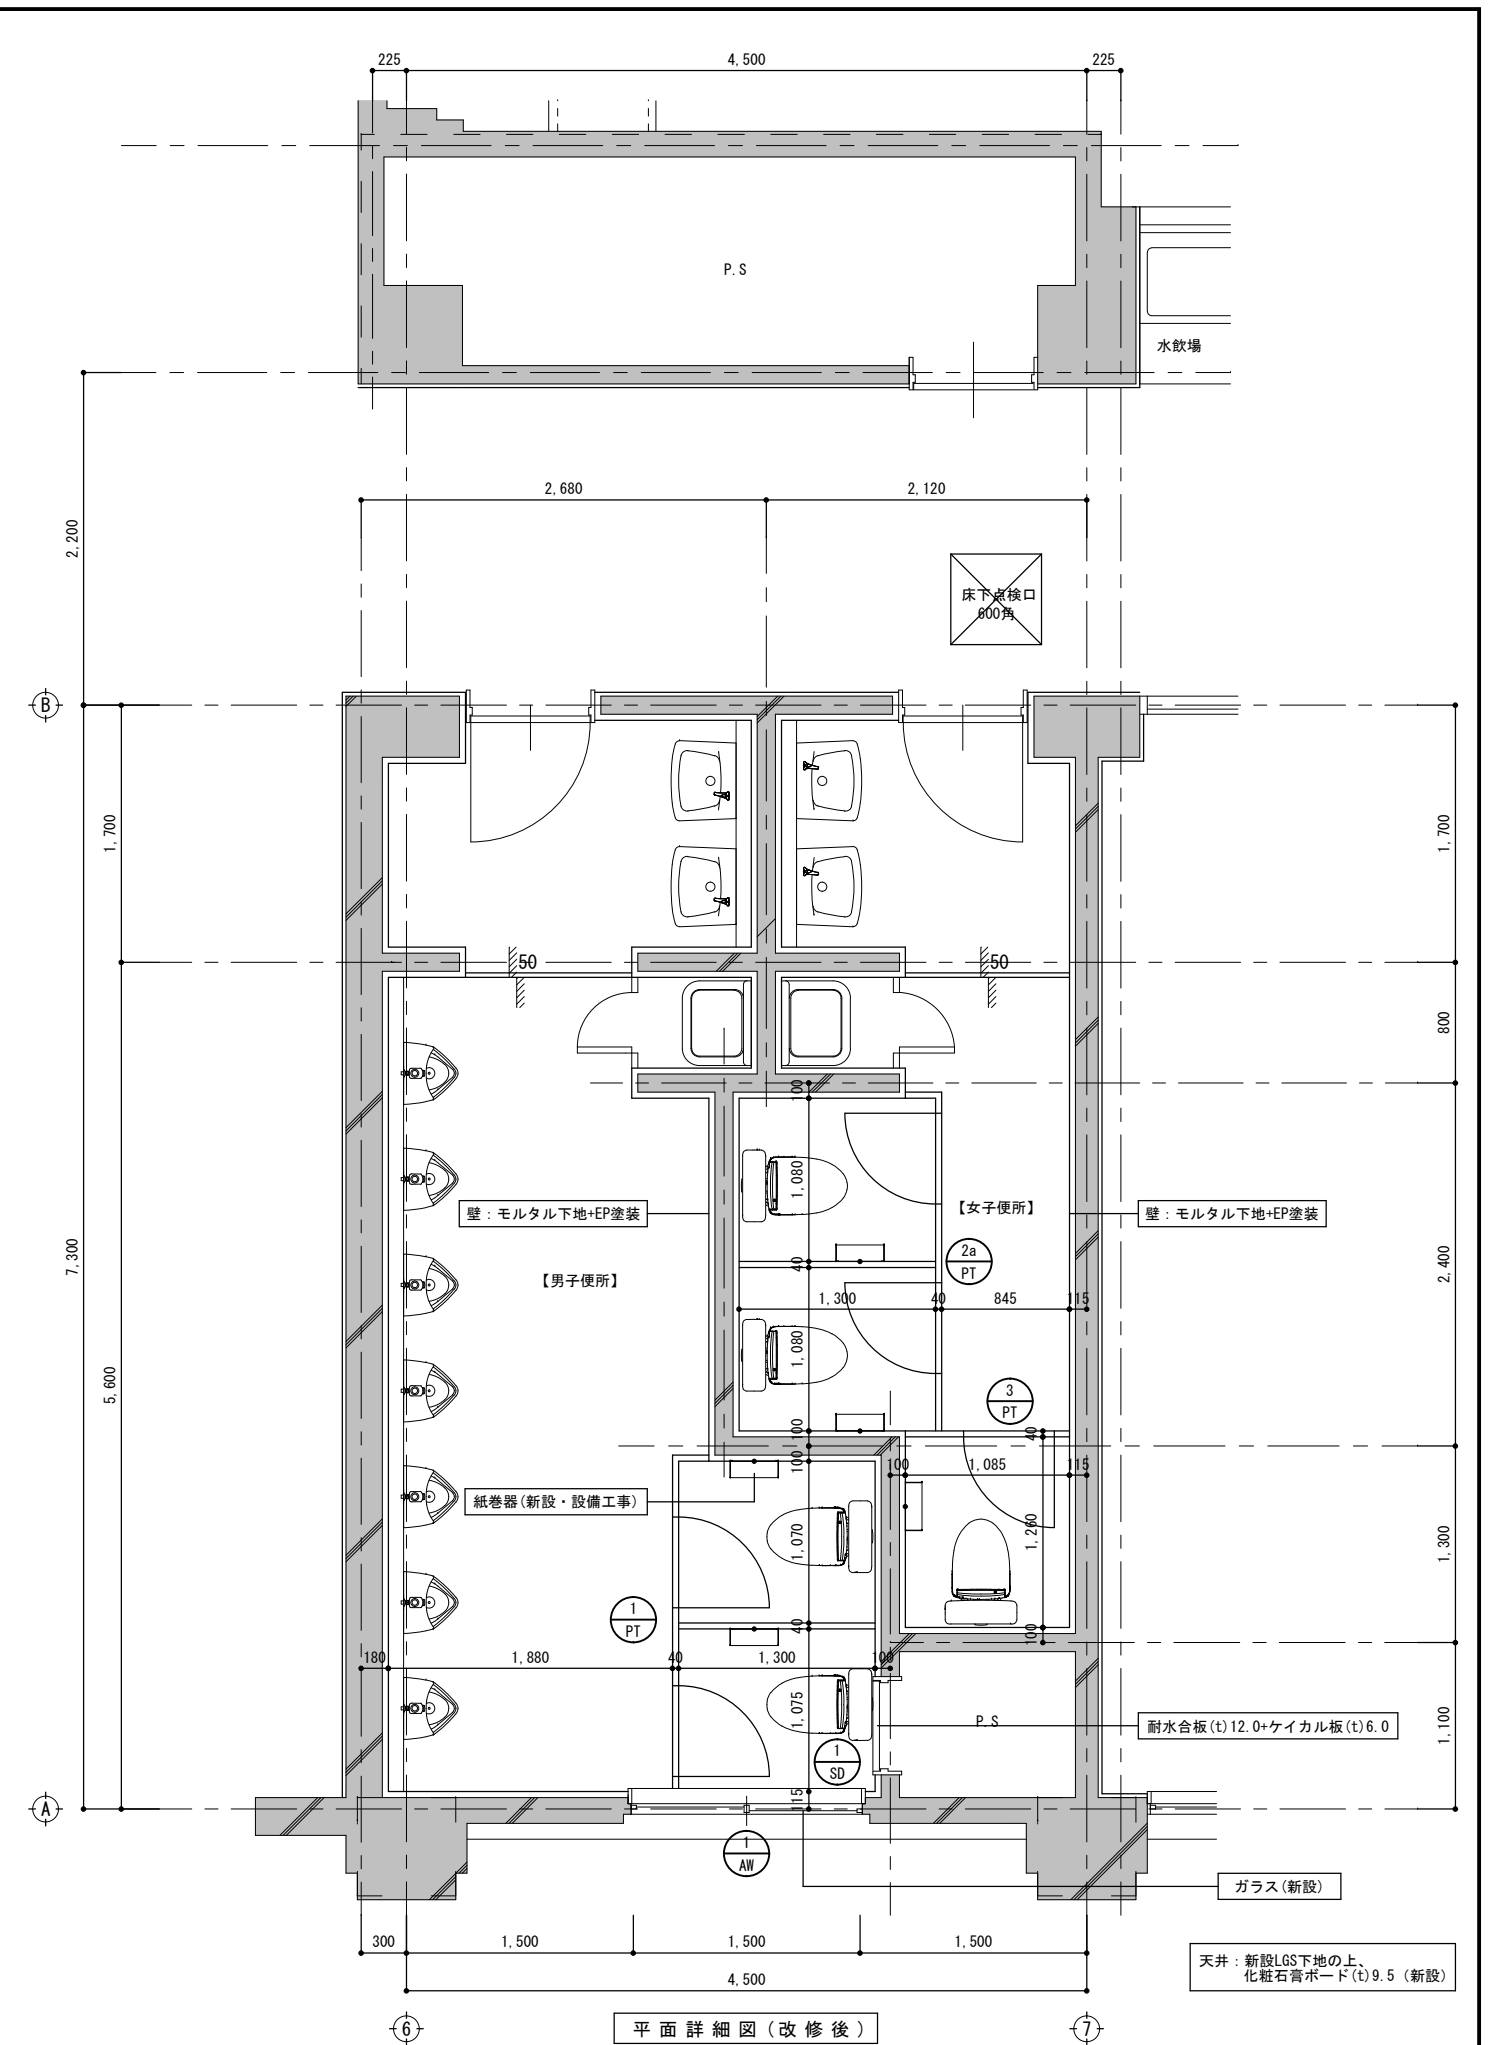 225
4,500
225
P.S
水飲場
2,680
2,120
2,200
床下点検口
600角
B
1,700
1,700
50
50
800
100
1,080
【女子便所】
壁：モルタル下地+EP塗装
壁：モルタル下地+EP塗装
7,300
2a
PT
40
2,400
【男子便所】
1,300
40
845
115
1,080
5,600
3
PT
100
40
100
100
1,085
115
紙巻器(新設・設備工事)
1,070
1,260
1,300
1
PT
40
100
180
1,880
40
1,300
100
1,075
P.S
耐水合板(t)12.0+ケイカル板(t)6.0
1,100
1
SD
115
A
1
AW
ガラス(新設)
300
1,500
1,500
1,500
天井：新設LGS下地の上、
化粧石膏ボード(t)9.5（新設）
4,500
6
平面詳細図(改修後)
7